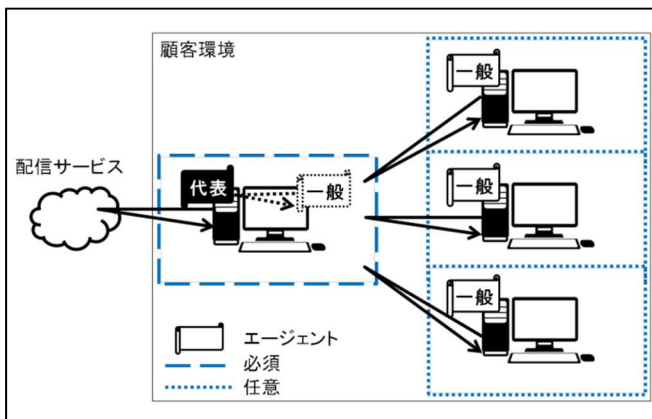 顧客環境
配信サービス
代表
一般
一般
一般
一般
エージェント
必須
任意